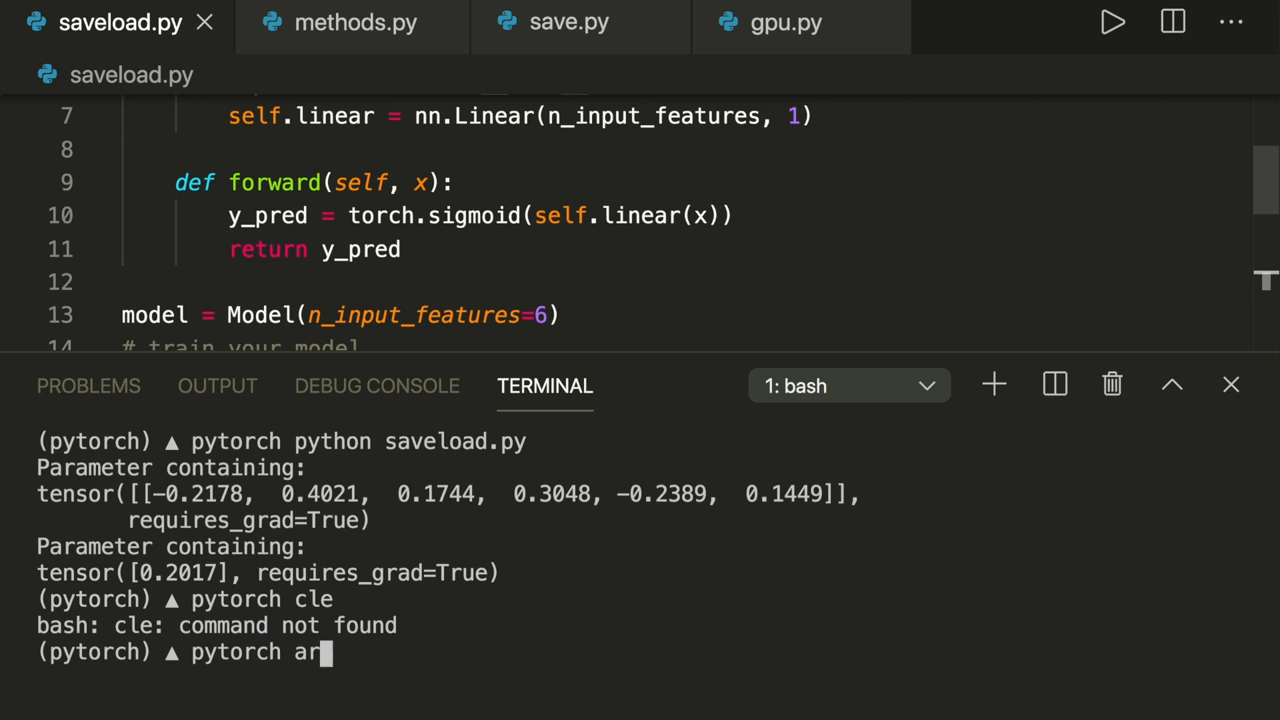 saveload.py methods.py save.py gpu.py
saveload.py
7 self.linear = nn.Linear(n_input_features, 1)
8
9 def forward(self, x):
10 y_pred = torch.sigmoid(self.linear(x))
11 return y_pred
12
13 model = Model(n_input_features=6)
14 # train your model
PROBLEMS OUTPUT DEBUG CONSOLE TERMINAL 1: bash
(pytorch) ▲ pytorch python saveload.py
Parameter containing:
tensor([[-0.2178, 0.4021, 0.1744, 0.3048, -0.2389, 0.1449]],
requires_grad=True)
Parameter containing:
tensor([0.2017], requires_grad=True)
(pytorch) ▲ pytorch cle
bash: cle: command not found
(pytorch) ▲ pytorch ar